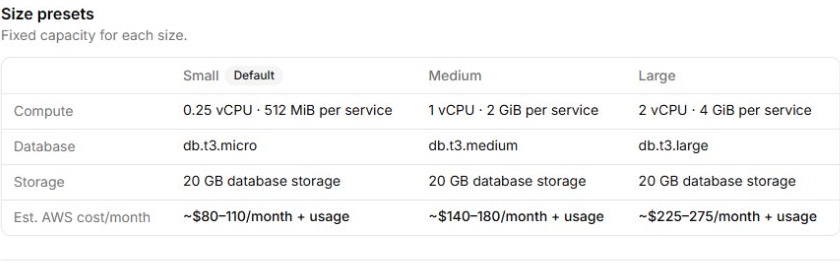 Size presets
Fixed capacity for each size.
Small Default Medium Large
Compute 0.25 vCPU · 512 MiB per service 1 vCPU · 2 GiB per service 2 vCPU · 4 GiB per service
Database db.t3.micro db.t3.medium db.t3.large
Storage 20 GB database storage 20 GB database storage 20 GB database storage
Est. AWS cost/month ~$80–110/month + usage ~$140–180/month + usage ~$225–275/month + usage